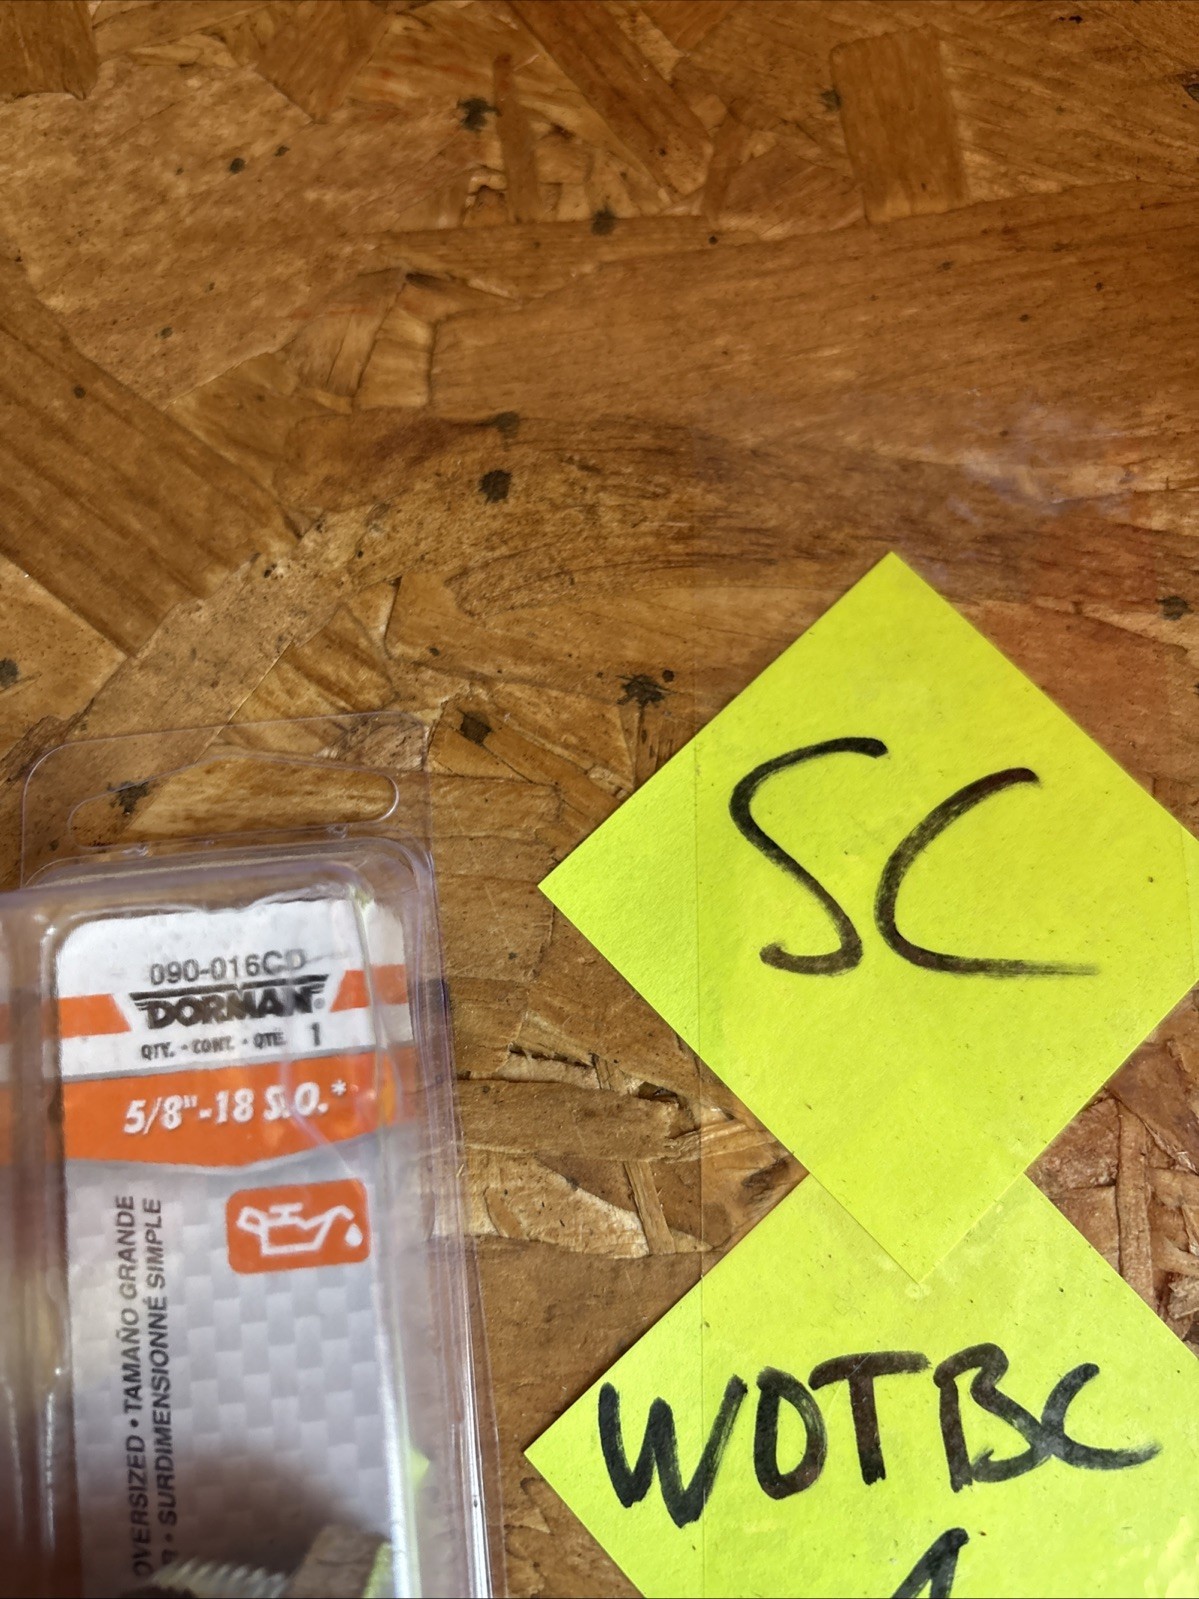 SC
090-016CD
DORMAN®
QTY. - CONT. - QTE. 1
5/8"-18 S.O.*
OVERSIZED • TAMAÑO GRANDE
• SURDIMENSIONNÉ SIMPLE
WOTBC